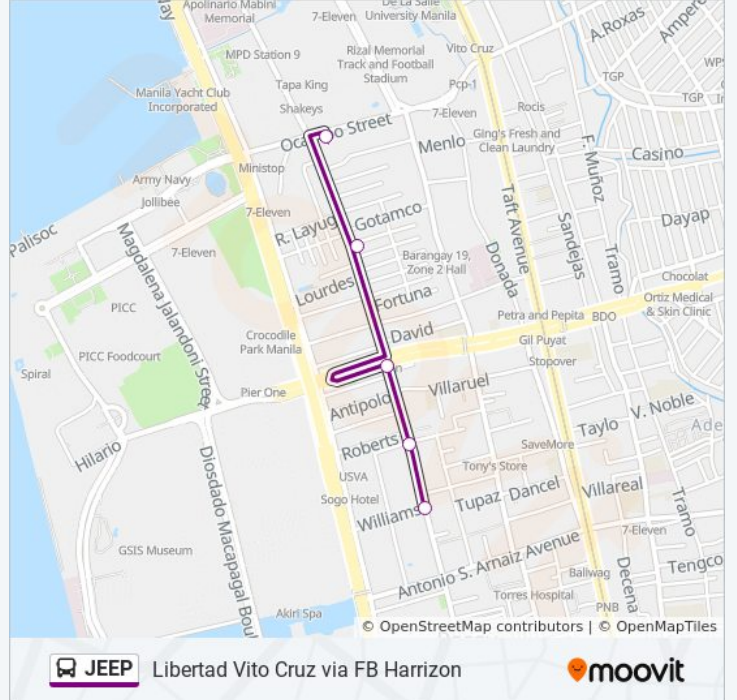 Apolinario Mabini
Memorial
7-Eleven
De La Salle
University Manila
A.Roxas
MPD Station 9
Rizal Memorial
Track and Football
Stadium
Vito Cruz
TGP
Manila Yacht Club
Incorporated
Tapa King
Pcp-1
TGP
Shakeys
7-Eleven
Rocis
Street
Menlo
Ging's Fresh and
Clean Laundry
F. Muñoz
Casino
Ministop
Army Navy
Jollibee
7-Eleven
Palisoc
R. Layug
Gotamco
Taft Avenue
Sandejas
Dayap
7-Eleven
Magdalena Jalandoni Street
Barangay 19,
Zone 2 Hall
Donada
Tramo
Chocolat
Lourdes
Fortuna
Ortiz Medical
& Skin Clinic
PICC
Petra and Pepita
BDO
Crocodile
Park Manila
David
Gil Puyat
PICC Foodcourt
Stopover
Spiral
Pier One
Villaruel
Antipolo
V. Noble
Taylo
Hilario
Roberts
SaveMore
Diosdado Macapagal Boul
USVA
Tony's Store
Sogo Hotel
Tupaz
Dancel
Villareal
Tramo
Williams
7-Eleven
GSIS Museum
Antonio S. Arnaiz Avenue
Tengco
Ballwag
Decena
Torres Hospital
PNB
Akiri Spa
© OpenStreetMap contributors | © OpenMapTiles
JEEP Libertad Vito Cruz via FB Harrizon
moovit